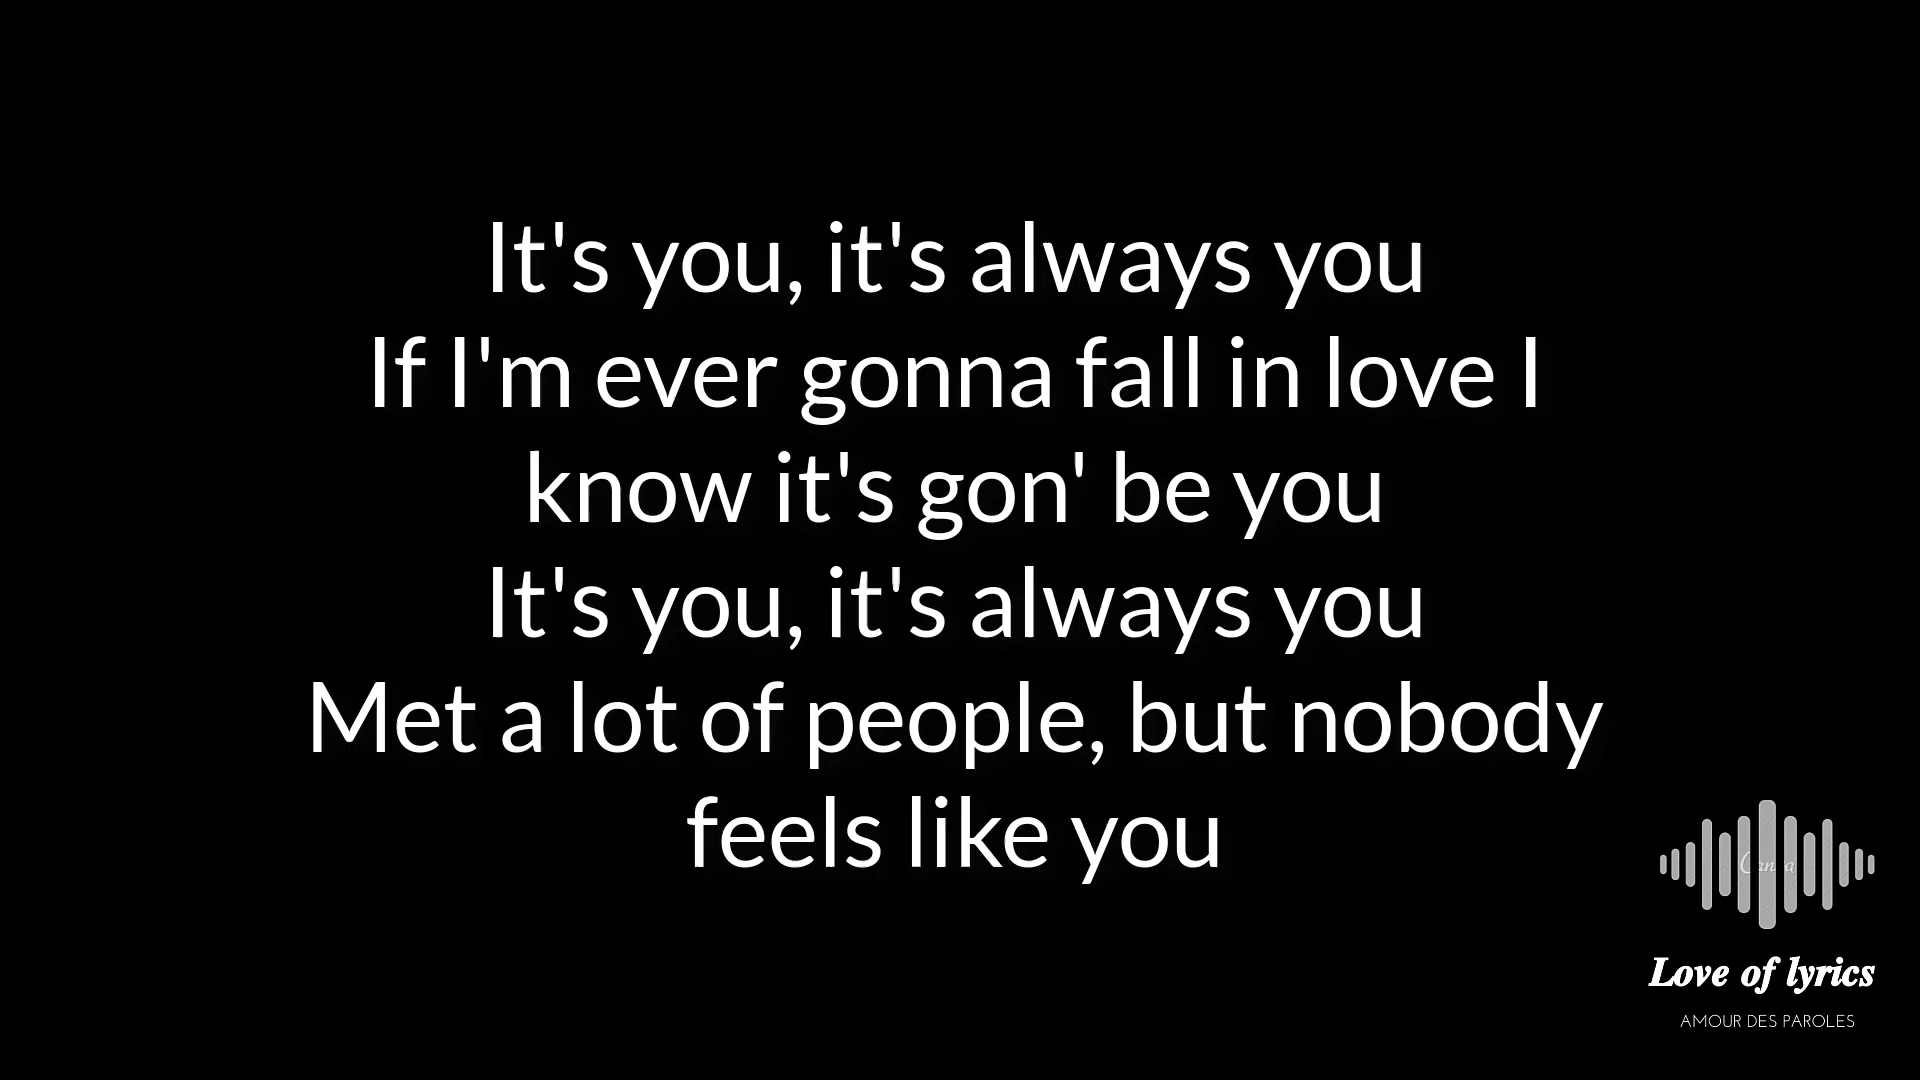 It's you, it's always you
If I'm ever gonna fall in love I
know it's gon' be you
It's you, it's always you
Met a lot of people, but nobody
feels like you
Canva
Love of lyrics
AMOUR DES PAROLES